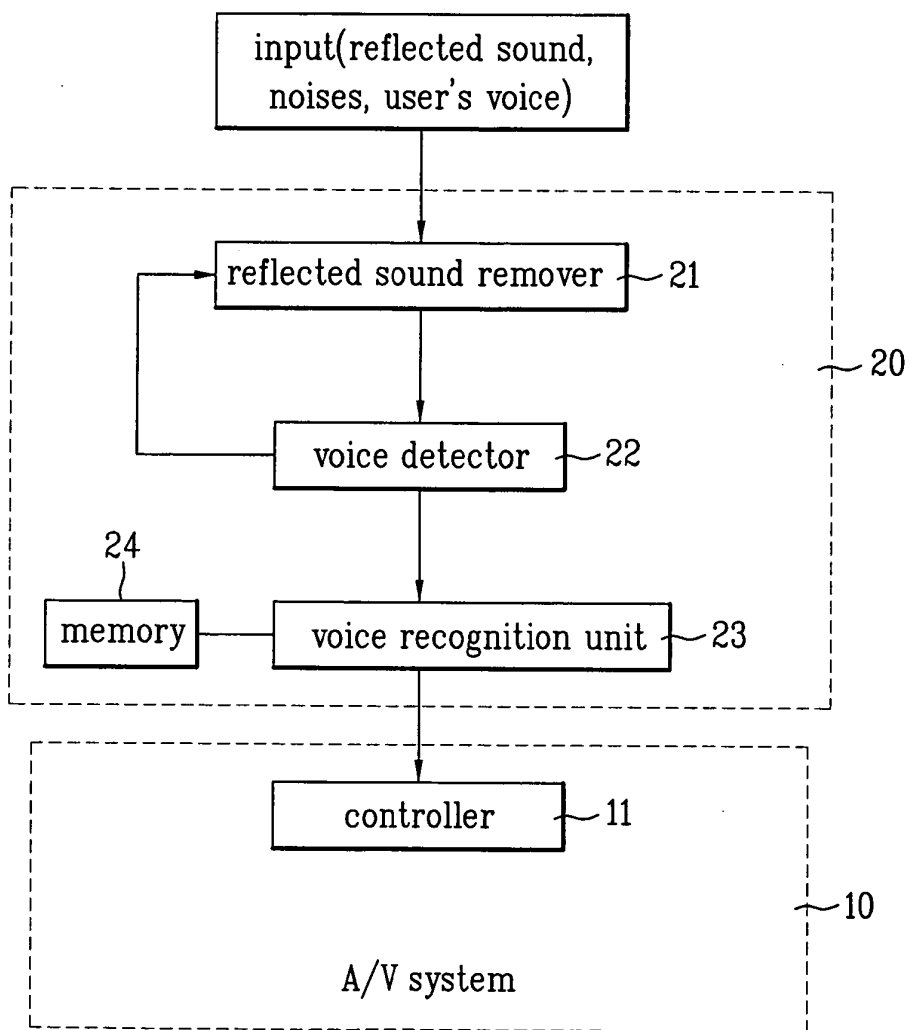 input(reflected sound,
noises, user's voice)
reflected sound remover 21
20
voice detector 22
24
memory
voice recognition unit 23
controller 11
10
A/V system